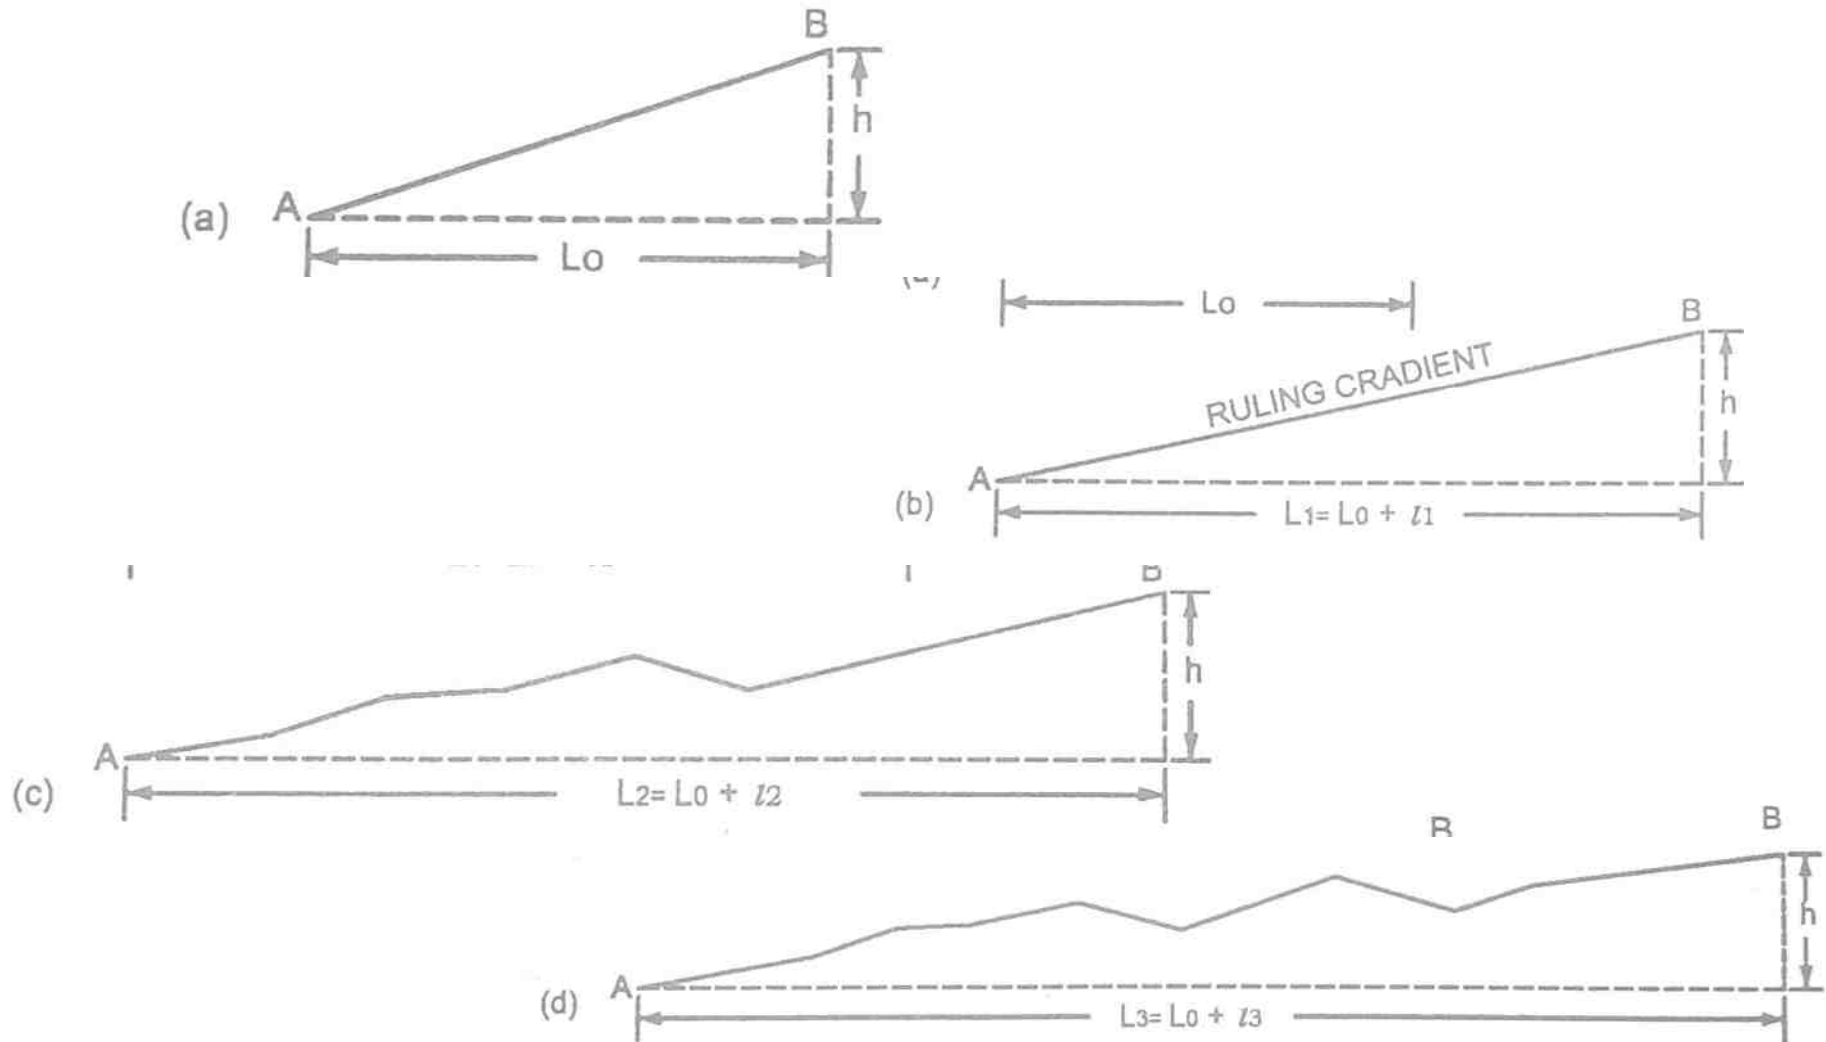 B
h
(a) A
Lo
Lo
B
RULING CRADIENT
h
A
(b)
L1= L0 + l1
B
h
A
(c)
L2= L0 + l2
B
B
h
A
(d)
L3= L0 + l3